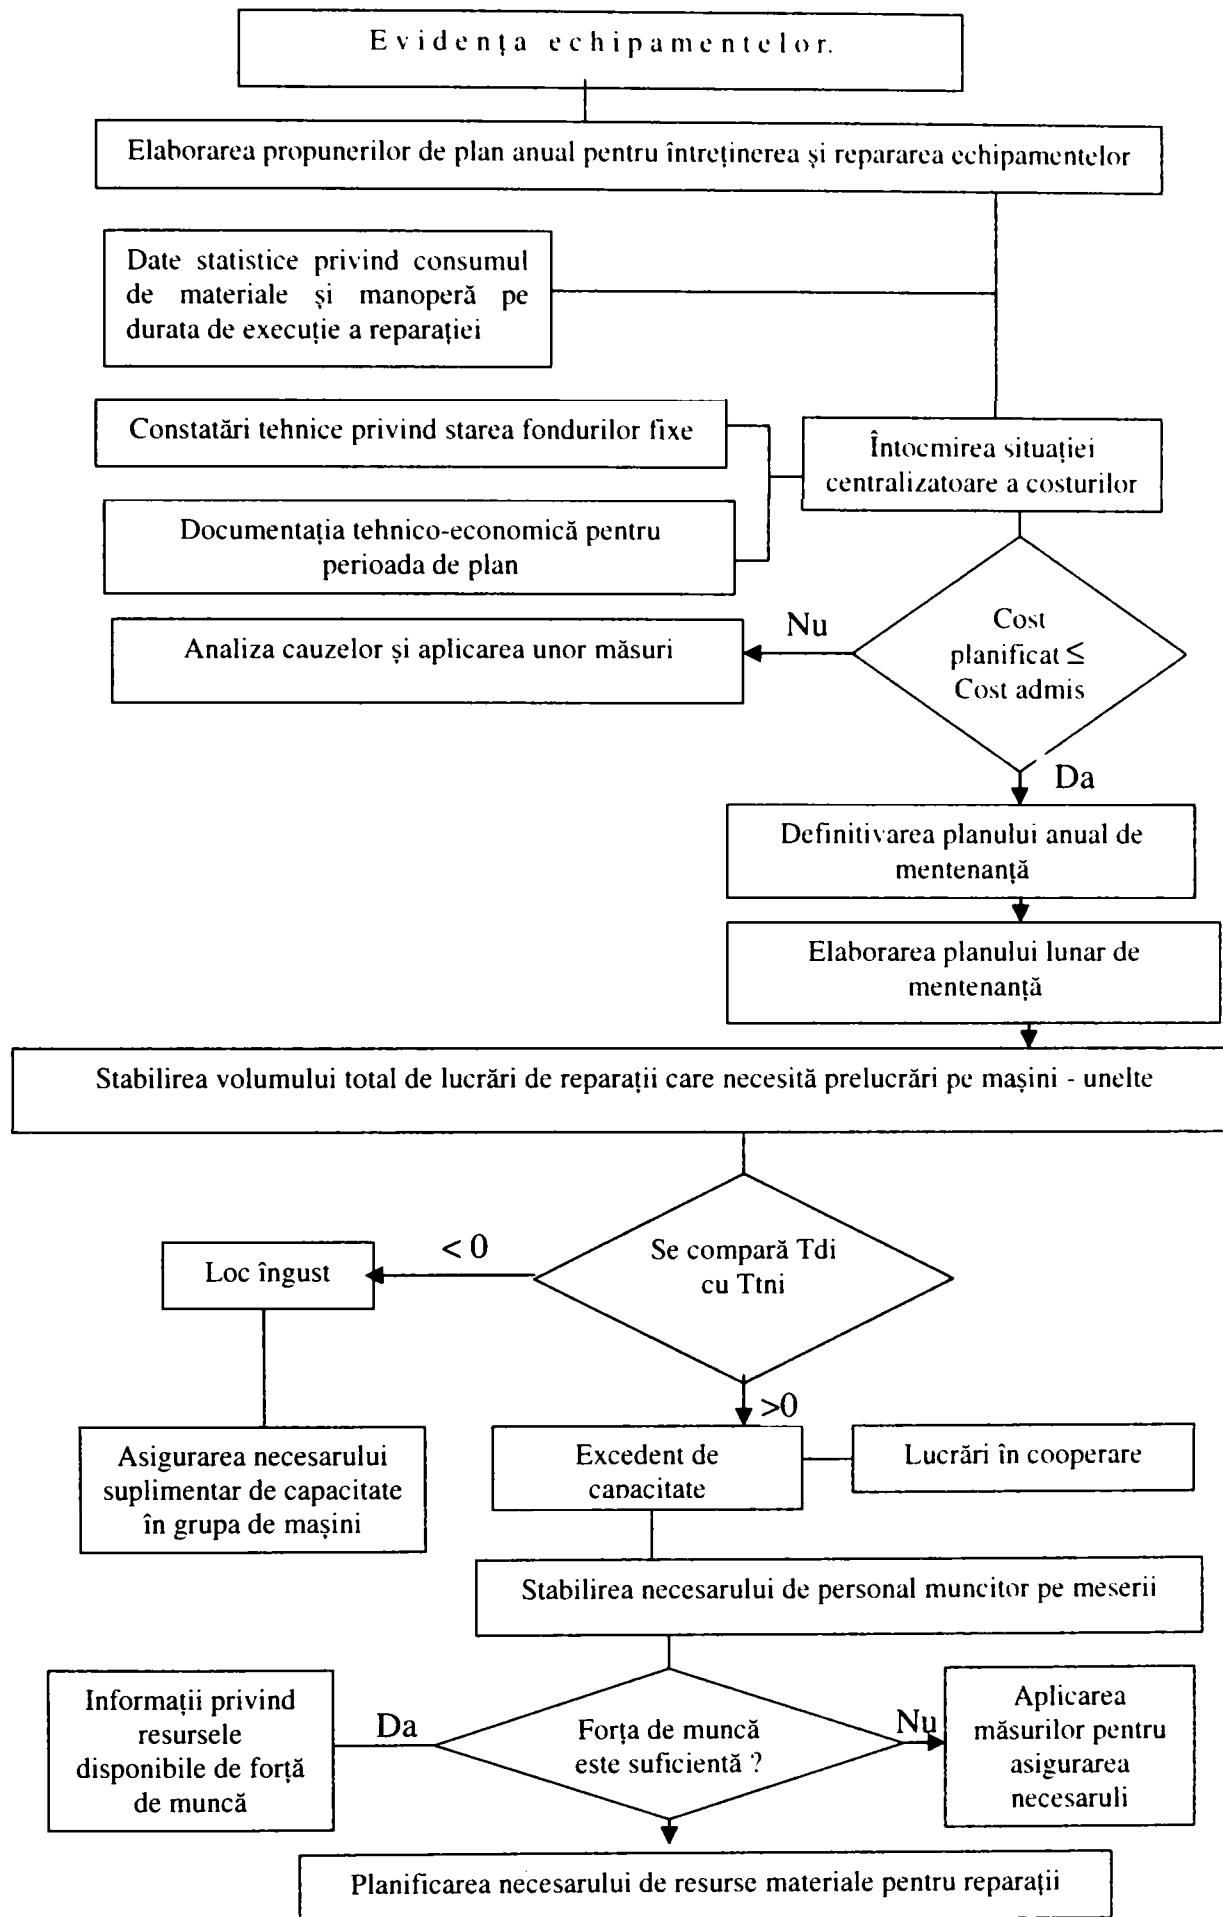 Evidența echipamentelor.
Elaborarea propunerilor de plan anual pentru întreținerea și repararea echipamentelor
Date statistice privind consumul
de materiale și manoperă pe
durata de execuție a reparației
Constatări tehnice privind starea fondurilor fixe
Întocmirea situației
centralizatoare a costurilor
Documentația tehnico-economică pentru
perioada de plan
Analiza cauzelor și aplicarea unor măsuri
Nu
Cost
planificat ≤
Cost admis
Da
Definitivarea planului anual de
mentenanță
Elaborarea planului lunar de
mentenanță
Stabilirea volumului total de lucrări de reparații care necesită prelucrări pe mașini - unelte
Loc îngust
< 0
Se compară Tdi
cu Ttni
>0
Asigurarea necesarului
suplimentar de capacitate
în grupa de mașini
Excedent de
capacitate
Lucrări în cooperare
Stabilirea necesarului de personal muncitor pe meserii
Informații privind
resursele
disponibile de forță
de muncă
Da
Forța de muncă
este suficientă ?
Nu
Aplicarea
măsurilor pentru
asigurarea
necesaruli
Planificarea necesarului de resurse materiale pentru reparații